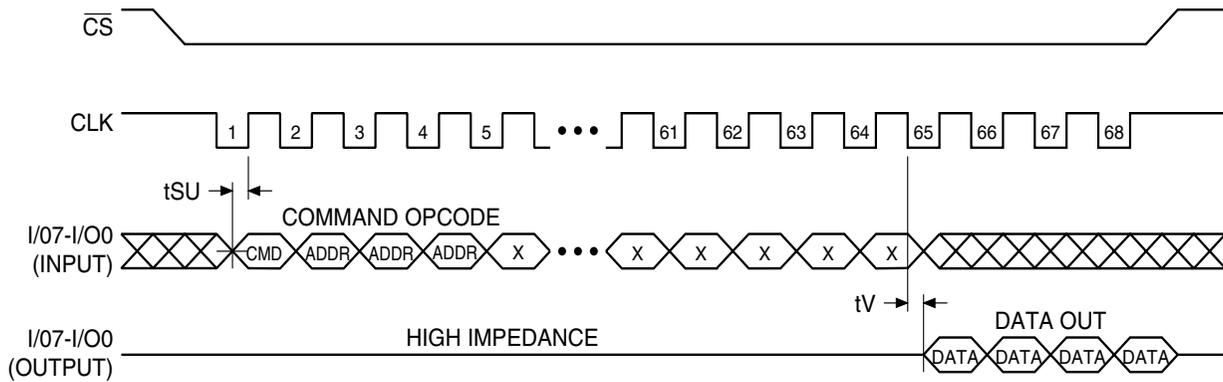 CS
CLK
1 2 3 4 5 ••• 61 62 63 64 65 66 67 68
tSU
COMMAND OPCODE
I/07-I/O0
(INPUT)
CMD ADDR ADDR ADDR X ••• X X X X X
tV
DATA OUT
I/07-I/O0
(OUTPUT)
HIGH IMPEDANCE
DATA DATA DATA DATA